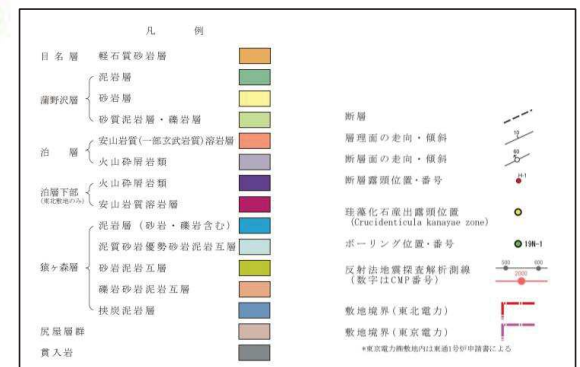 凡 例
目名層 軽石質砂岩層
蒲野沢層 泥岩層
砂岩層
砂質泥岩層・礫岩層
泊層 安山岩質(一部玄武岩質)溶岩層
火山砕屑岩類
泊層下部 (東北敷地のみ) 火山砕屑岩類
安山岩質溶岩層
猿ヶ森層 泥岩層(砂岩・礫岩含む)
泥質砂岩優勢砂岩泥岩互層
砂岩泥岩互層
礫岩砂岩泥岩互層
挟炭泥岩層
尻屋層群
貫入岩
断層
層理面の走向・傾斜 10
断層面の走向・傾斜 60
断層露頭位置・番号 H-1
珪藻化石産出露頭位置
(Crucidenticula kanayae zone)
ボーリング位置・番号 19N-1
反射法地震探査解析測線 300 600
(数字はCMP番号) 2000
敷地境界(東北電力)
敷地境界(東京電力)
*東京電力㈱敷地内は東通1号炉申請書による